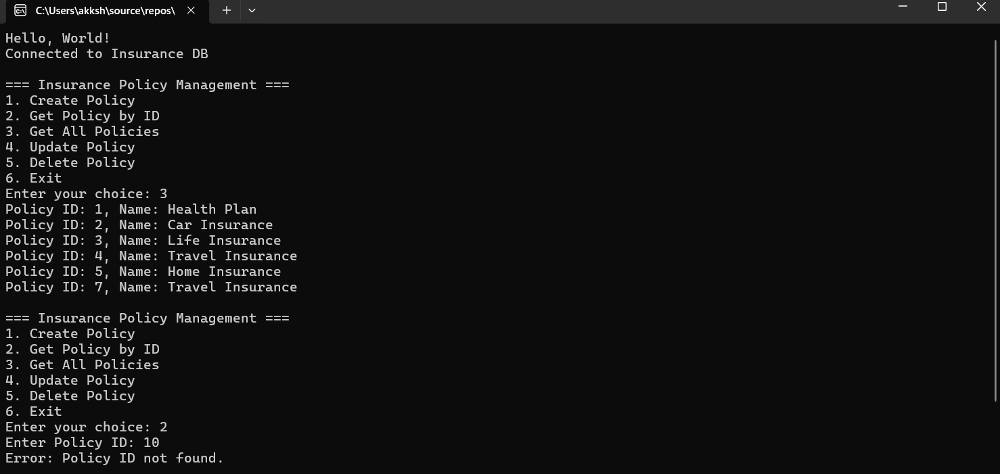 C:\Users\akksh\source\repos\
Hello, World!
Connected to Insurance DB
=== Insurance Policy Management ===
1. Create Policy
2. Get Policy by ID
3. Get All Policies
4. Update Policy
5. Delete Policy
6. Exit
Enter your choice: 3
Policy ID: 1, Name: Health Plan
Policy ID: 2, Name: Car Insurance
Policy ID: 3, Name: Life Insurance
Policy ID: 4, Name: Travel Insurance
Policy ID: 5, Name: Home Insurance
Policy ID: 7, Name: Travel Insurance
=== Insurance Policy Management ===
1. Create Policy
2. Get Policy by ID
3. Get All Policies
4. Update Policy
5. Delete Policy
6. Exit
Enter your choice: 2
Enter Policy ID: 10
Error: Policy ID not found.